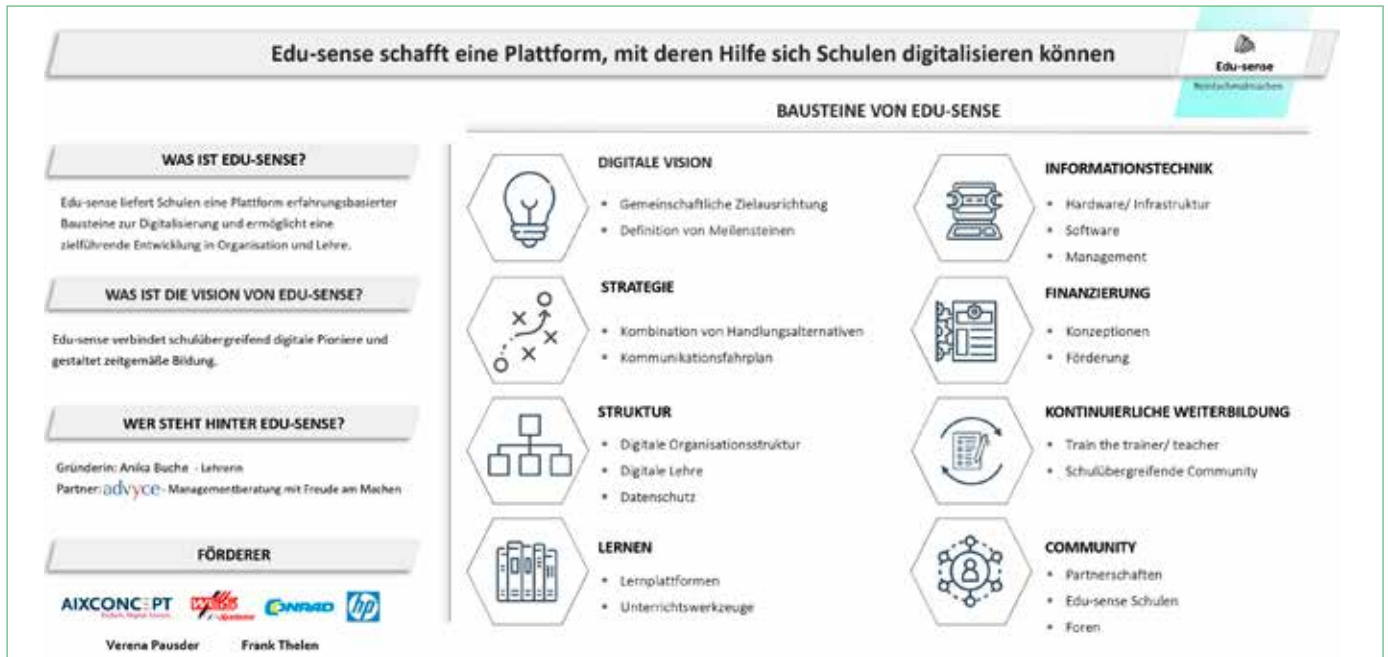 Edu-sense schafft eine Plattform, mit deren Hilfe sich Schulen digitalisieren können
Edu-sense
WAS IST EDU-SENSE?
Edu-sense liefert Schulen eine Plattform erfahrungsbasierter
Bausteine zur Digitalisierung und ermöglicht eine
zielführende Entwicklung in Organisation und Lehre.
WAS IST DIE VISION VON EDU-SENSE?
Edu-sense verbindet schulübergreifend digitale Pioniere und
gestaltet zeitgemäße Bildung.
WER STEHT HINTER EDU-SENSE?
Gründerin: Anika Buche - Lehrerin
Partner: advyce - Managementberatung mit Freude am Machen
FÖRDERER
AIXCONCEPT
CONRAD
hp
Verena Pausder Frank Thelen
BAUSTEINE VON EDU-SENSE
DIGITALE VISION
• Gemeinschaftliche Zielausrichtung
• Definition von Meilensteinen
STRATEGIE
• Kombination von Handlungsalternativen
• Kommunikationsfahrplan
STRUKTUR
• Digitale Organisationsstruktur
• Digitale Lehre
• Datenschutz
LERNEN
• Lernplattformen
• Unterrichtswerkzeuge
INFORMATIONSTECHNIK
• Hardware/ Infrastruktur
• Software
• Management
FINANZIERUNG
• Konzeptionen
• Förderung
KONTINUIERLICHE WEITERBILDUNG
• Train the trainer/ teacher
• Schulübergreifende Community
COMMUNITY
• Partnerschaften
• Edu-sense Schulen
• Foren